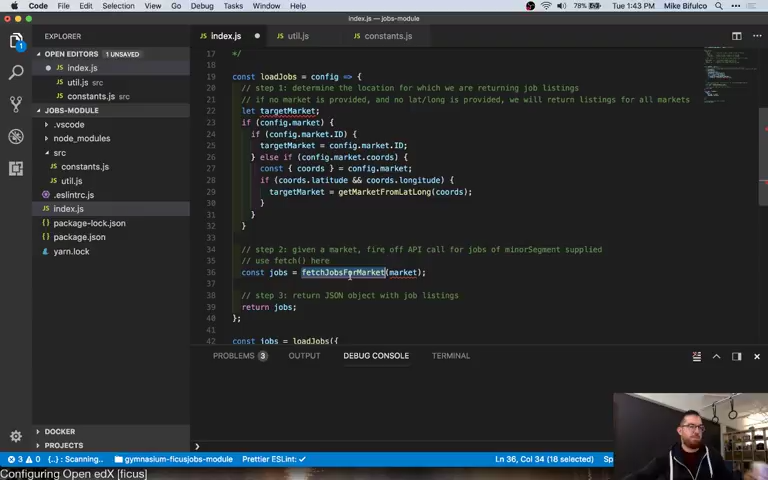 Code File Edit Selection View Go Debug Tasks Window Help 78% Tue 1:43 PM Mike Bifulco
index.js — jobs-module
EXPLORER
index.js util.js constants.js
OPEN EDITORS 1 UNSAVED
JS index.js
JS util.js src
JS constants.js src
JOBS-MODULE
.vscode
node_modules
src
JS constants.js
JS util.js
.eslintrc.js
JS index.js
package-lock.json
package.json
yarn.lock
DOCKER
PROJECTS
17 */
18
19 const loadJobs = config => {
20 // step 1: determine the location for which we are returning job listings
21 // if no market is provided, and no lat/long is provided, we will return listings for all markets
22 let targetMarket;
23 if (config.market) {
24 if (config.market.ID) {
25 targetMarket = config.market.ID;
26 } else if (config.market.coords) {
27 const { coords } = config.market;
28 if (coords.latitude && coords.longitude) {
29 targetMarket = getMarketFromLatLong(coords);
30 }
31 }
32 }
33
34 // step 2: given a market, fire off API call for jobs of minorSegment supplied
35 // use fetch() here
36 const jobs = fetchJobsForMarket(market);
37
38 // step 3: return JSON object with job listings
39 return jobs;
40 };
41
42 const jobs = loadJobs({
PROBLEMS 3 OUTPUT DEBUG CONSOLE TERMINAL
3 0 {..} : Scanning.. gymnasium-ficusjobs-module Prettier ESLint: ✓ Ln 36, Col 34 (18 selected)
Configuring Open edX [ficus]